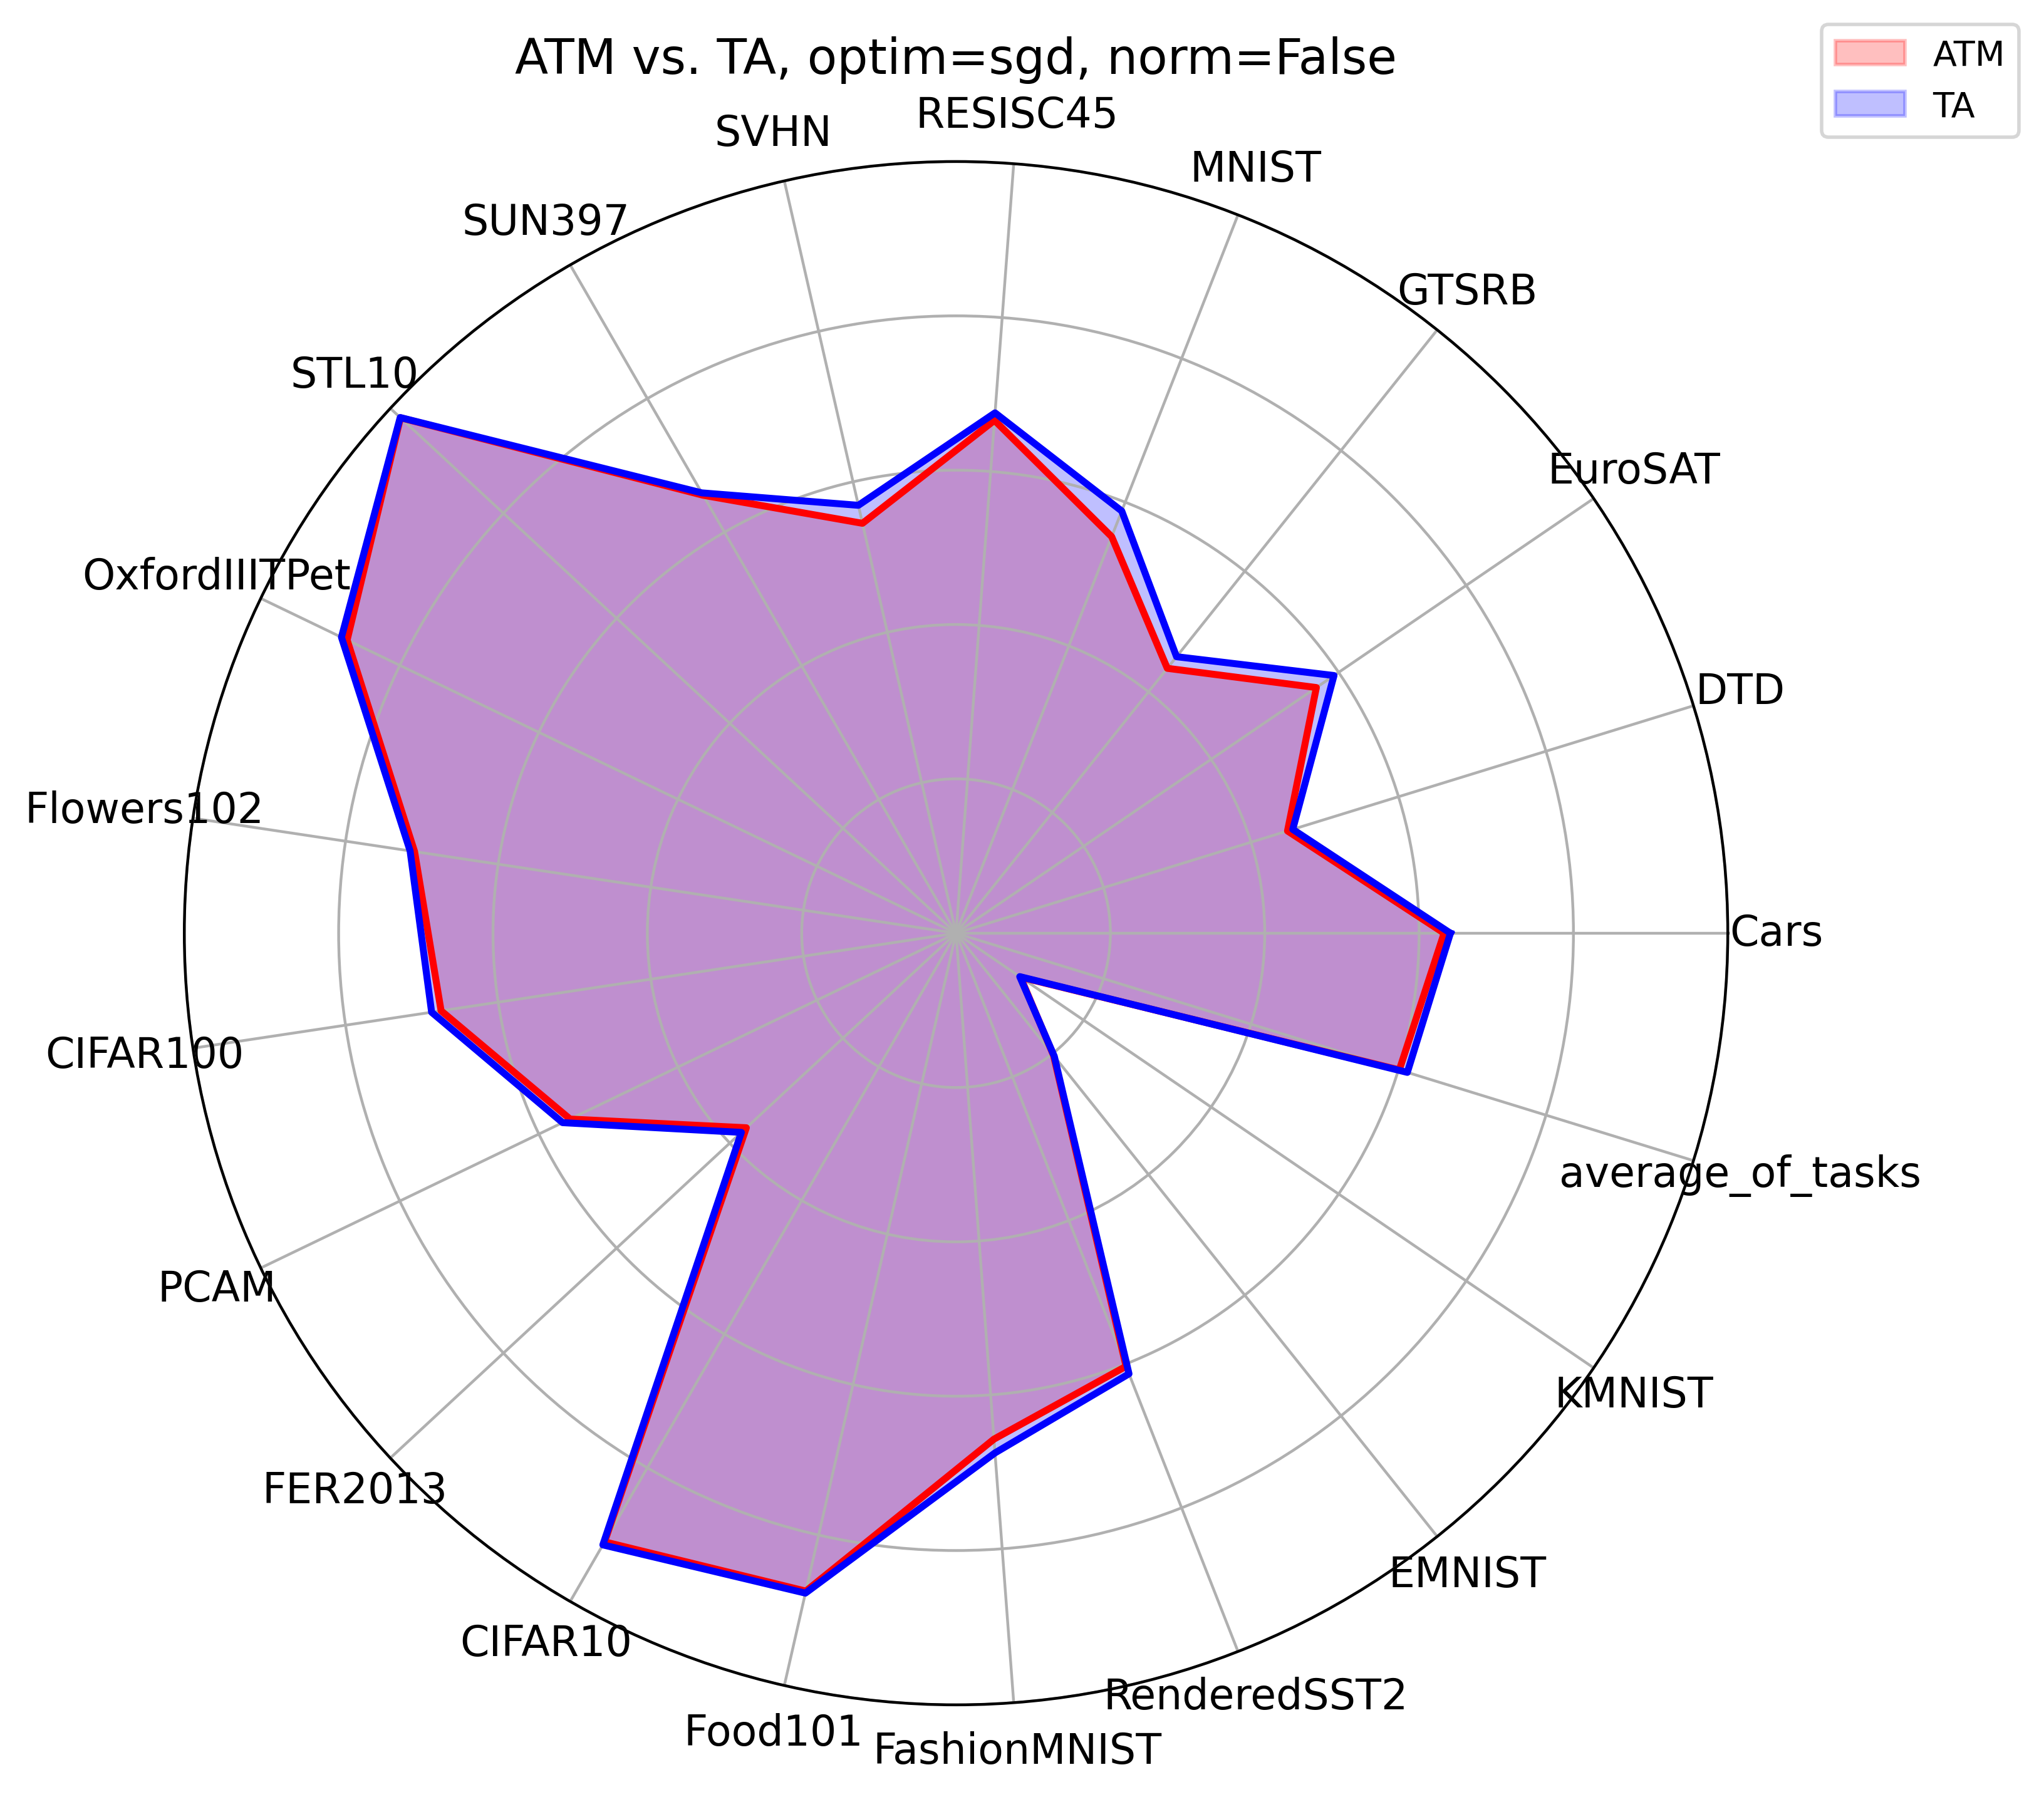 ATM vs. TA, optim=sgd, norm=False
ATM
TA
RESISC45
SVHN
MNIST
SUN397
GTSRB
STL10
EuroSAT
OxfordIIITPet
DTD
Flowers102
Cars
CIFAR100
average_of_tasks
PCAM
KMNIST
FER2013
EMNIST
CIFAR10
RenderedSST2
Food101
FashionMNIST